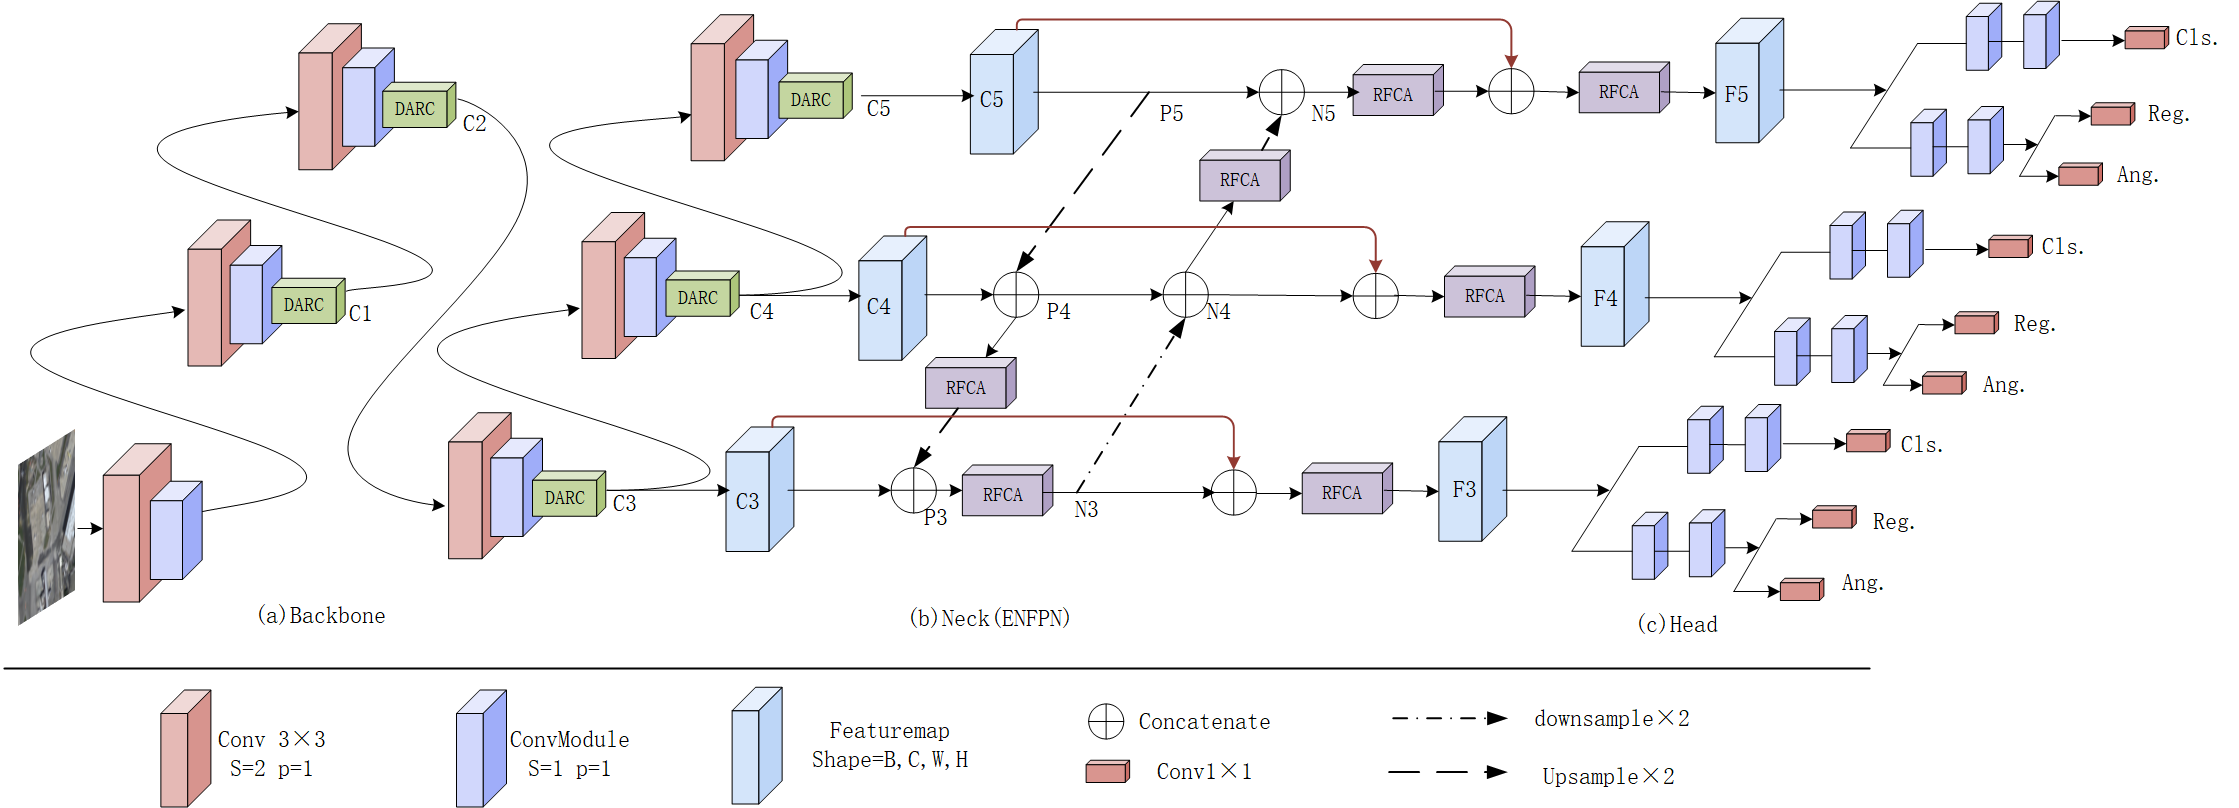 DARC
C2
DARC
C5
C5
P5
N5
RFCA
RFCA
F5
Cls.
Reg.
Ang.
RFCA
DARC
C1
DARC
C4
C4
P4
N4
RFCA
F4
Cls.
Reg.
Ang.
RFCA
DARC
C3
C3
P3
RFCA
N3
RFCA
F3
Cls.
Reg.
Ang.
(a)Backbone
(b)Neck(ENFPN)
(c)Head
Conv 3×3
S=2 p=1
ConvModule
S=1 p=1
Featuremap
Shape=B,C,W,H
Concatenate
Conv1×1
downsample×2
Upsample×2